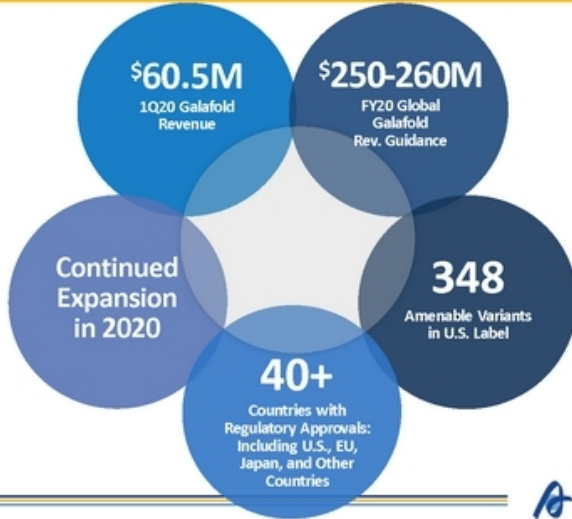 $60.5M
1Q20 Galafold
Revenue
$250-260M
FY20 Global
Galafold
Rev. Guidance
Continued
Expansion
in 2020
348
Amenable Variants
in U.S. Label
40+
Countries with
Regulatory Approvals:
Including U.S., EU,
Japan, and Other
Countries